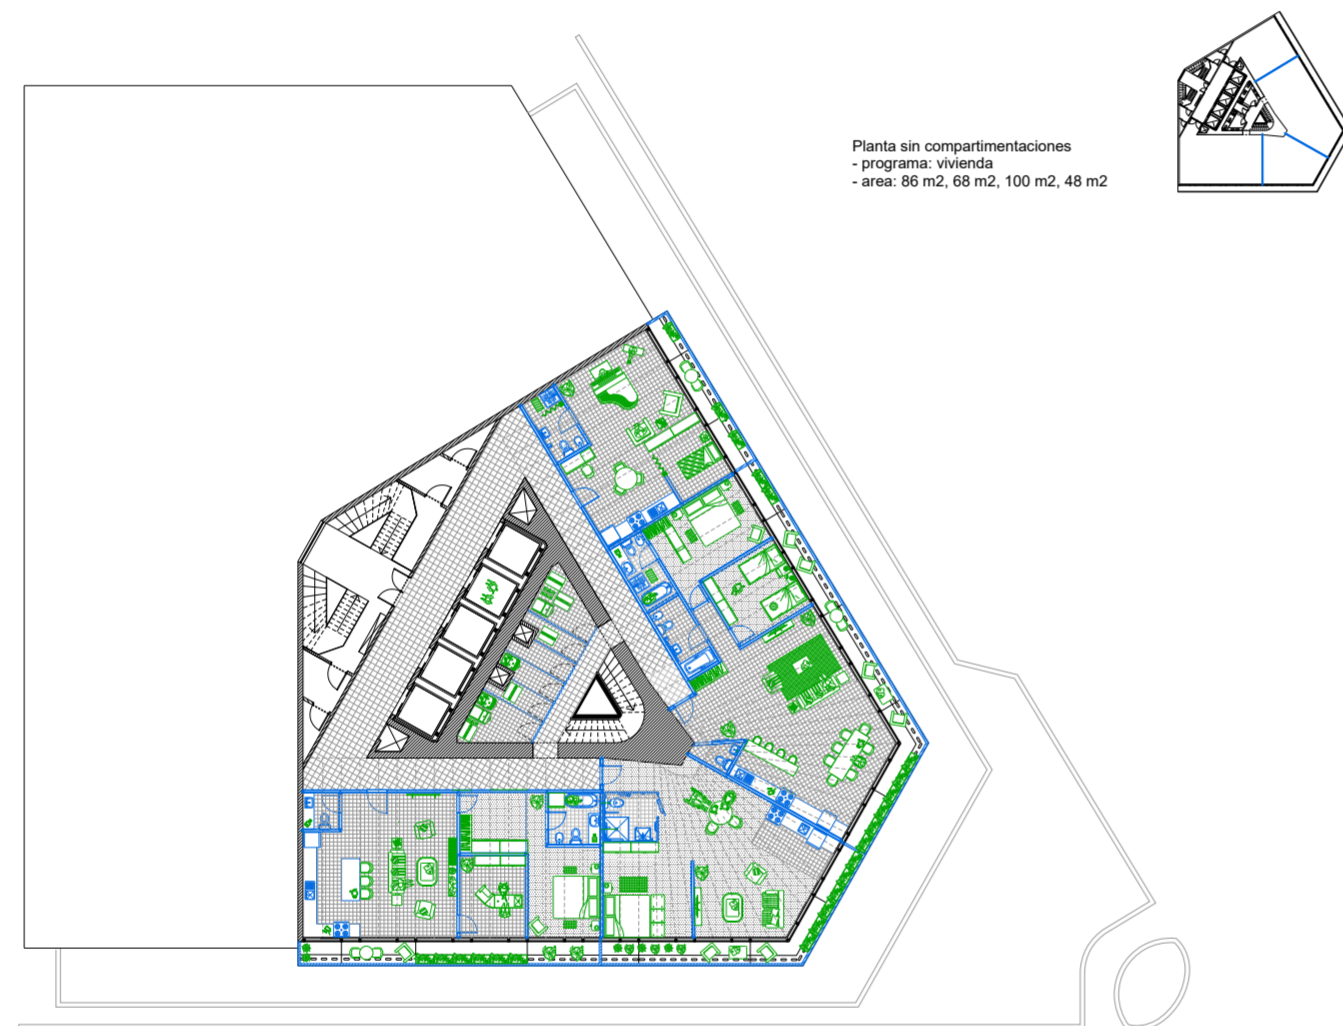 Planta sin compartimentaciones
- programa: vivienda
- area: 86 m2, 68 m2, 100 m2, 48 m2